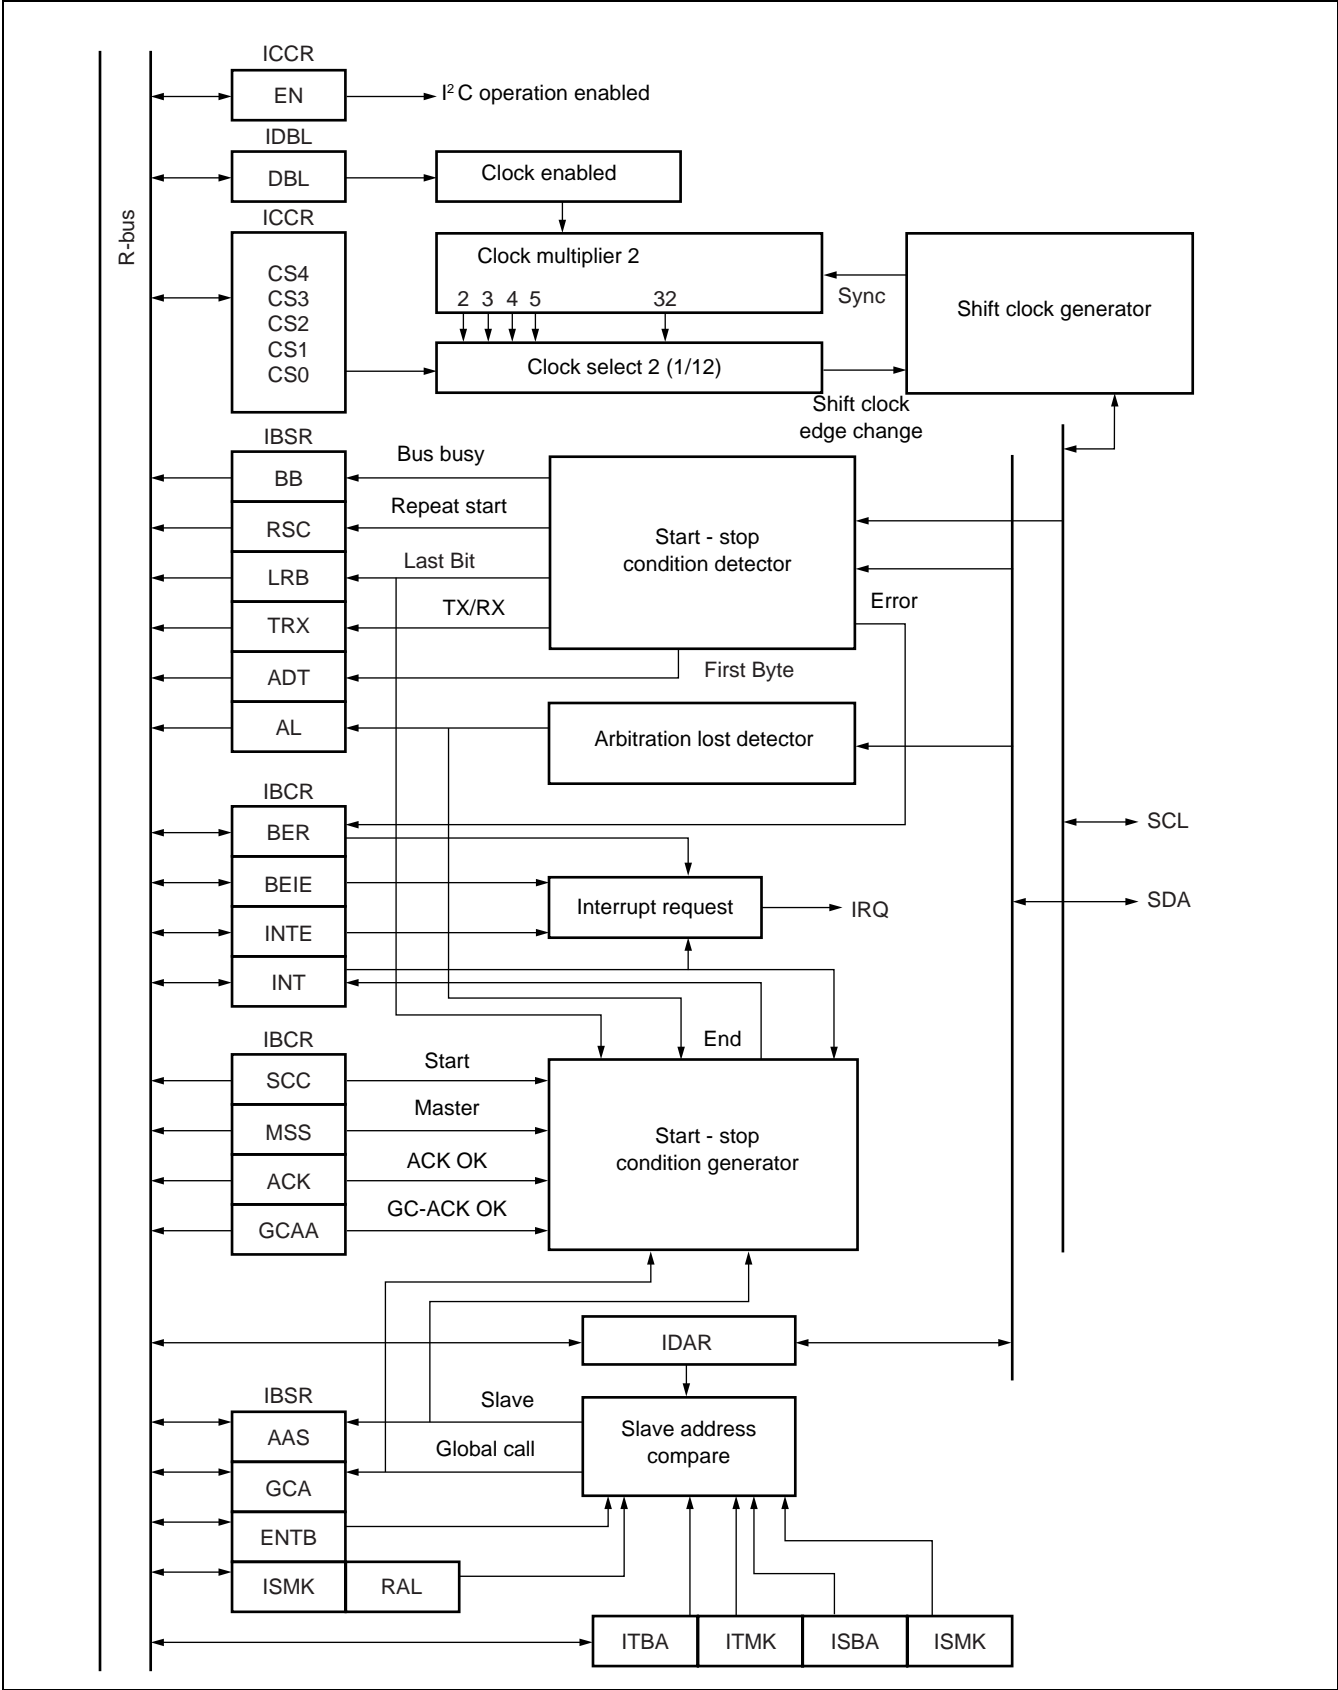 ICCR
EN
I² C operation enabled
IDBL
DBL
Clock enabled
ICCR
R-bus
CS4
CS3
CS2
CS1
CS0
Clock multiplier 2
2 3 4 5 32
Sync
Shift clock generator
Clock select 2 (1/12)
Shift clock
edge change
IBSR
BB
Bus busy
RSC
Repeat start
LRB
Last Bit
TRX
TX/RX
ADT
First Byte
AL
Start - stop
condition detector
Error
Arbitration lost detector
IBCR
BER
BEIE
INTE
INT
Interrupt request
IRQ
SCL
SDA
End
IBCR
SCC
Start
MSS
Master
ACK
ACK OK
GCAA
GC-ACK OK
Start - stop
condition generator
IDAR
IBSR
AAS
Slave
GCA
Global call
Slave address
compare
ENTB
ISMK
RAL
ITBA
ITMK
ISBA
ISMK